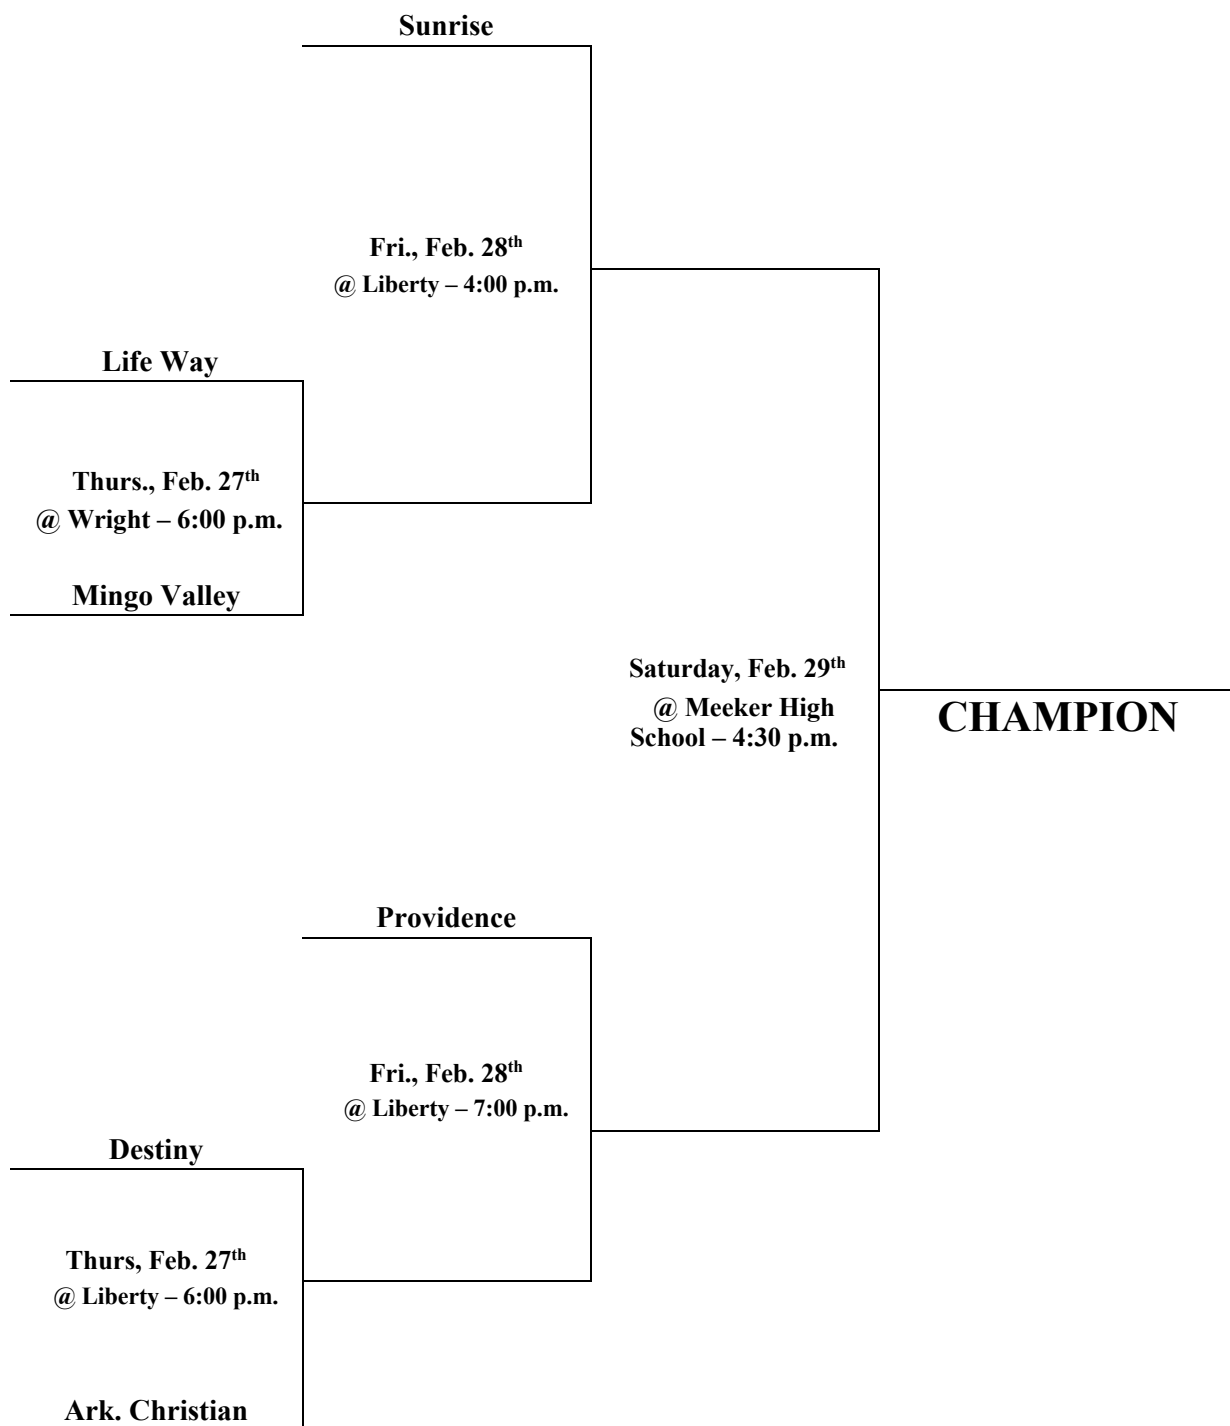 Sunrise
Fri., Feb. 28th
@ Liberty – 4:00 p.m.
Life Way
Thurs., Feb. 27th
@ Wright – 6:00 p.m.
Mingo Valley
Saturday, Feb. 29th
@ Meeker High
School – 4:30 p.m.
CHAMPION
Providence
Fri., Feb. 28th
@ Liberty – 7:00 p.m.
Destiny
Thurs, Feb. 27th
@ Liberty – 6:00 p.m.
Ark. Christian